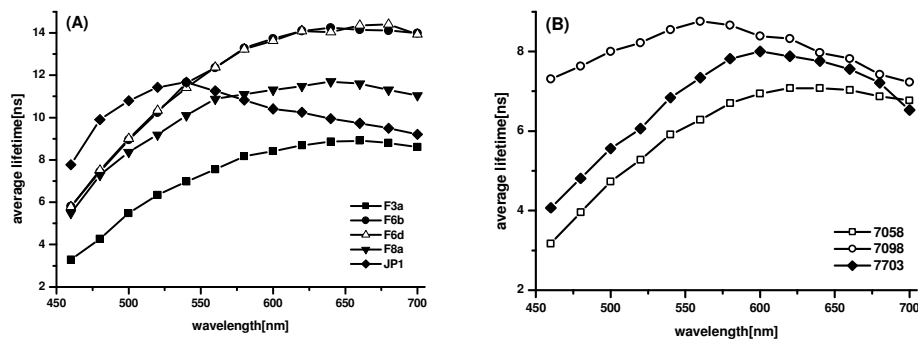 (A)
average lifetime[ns]
14
12
10
8
6
4
2
450 500 550 600 650 700
wavelength[nm]
F3a
F6b
F6d
F8a
JP1
(B)
average lifetime[ns]
8
6
4
2
450 500 550 600 650 700
wavelength[nm]
7058
7098
7703